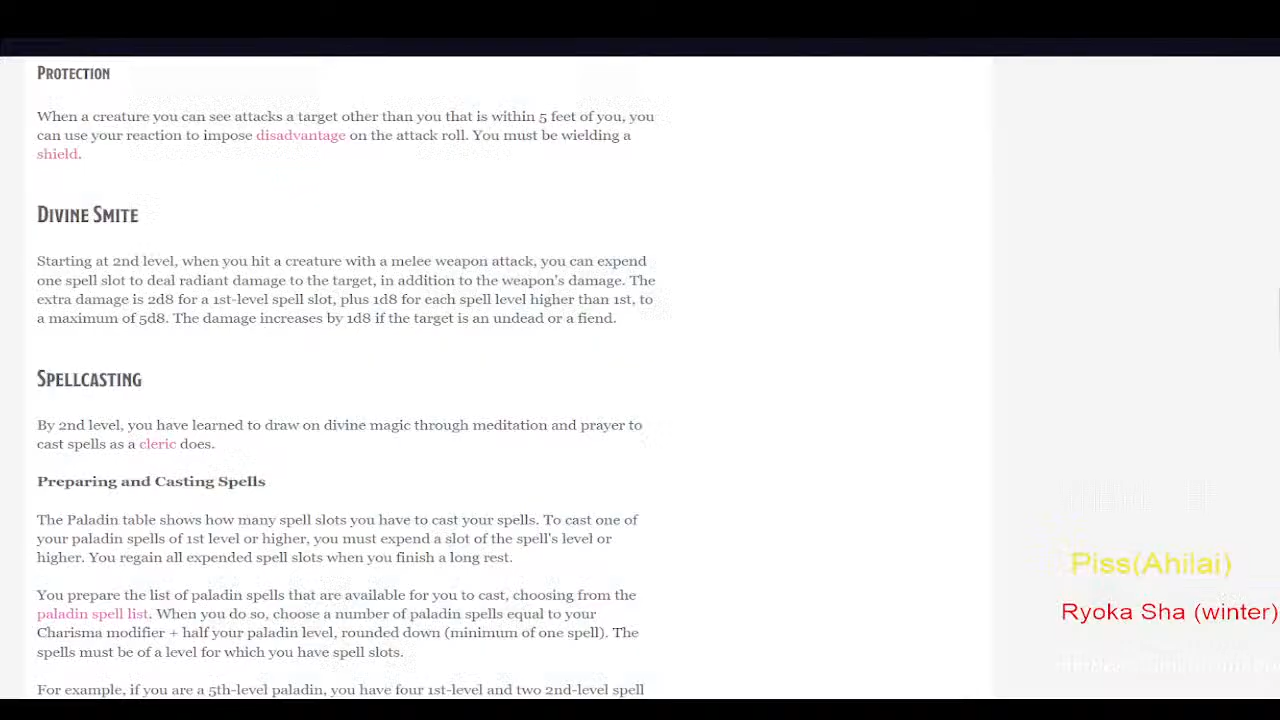 Protection
When a creature you can see attacks a target other than you that is within 5 feet of you, you
can use your reaction to impose disadvantage on the attack roll. You must be wielding a
shield.
Divine Smite
Starting at 2nd level, when you hit a creature with a melee weapon attack, you can expend
one spell slot to deal radiant damage to the target, in addition to the weapon's damage. The
extra damage is 2d8 for a 1st-level spell slot, plus 1d8 for each spell level higher than 1st, to
a maximum of 5d8. The damage increases by 1d8 if the target is an undead or a fiend.
Spellcasting
By 2nd level, you have learned to draw on divine magic through meditation and prayer to
cast spells as a cleric does.
Preparing and Casting Spells
The Paladin table shows how many spell slots you have to cast your spells. To cast one of
your paladin spells of 1st level or higher, you must expend a slot of the spell's level or
higher. You regain all expended spell slots when you finish a long rest.
You prepare the list of paladin spells that are available for you to cast, choosing from the
paladin spell list. When you do so, choose a number of paladin spells equal to your
Charisma modifier + half your paladin level, rounded down (minimum of one spell). The
spells must be of a level for which you have spell slots.
For example, if you are a 5th-level paladin, you have four 1st-level and two 2nd-level spell
Piss(Ahilai)
Ryoka Sha (winter)